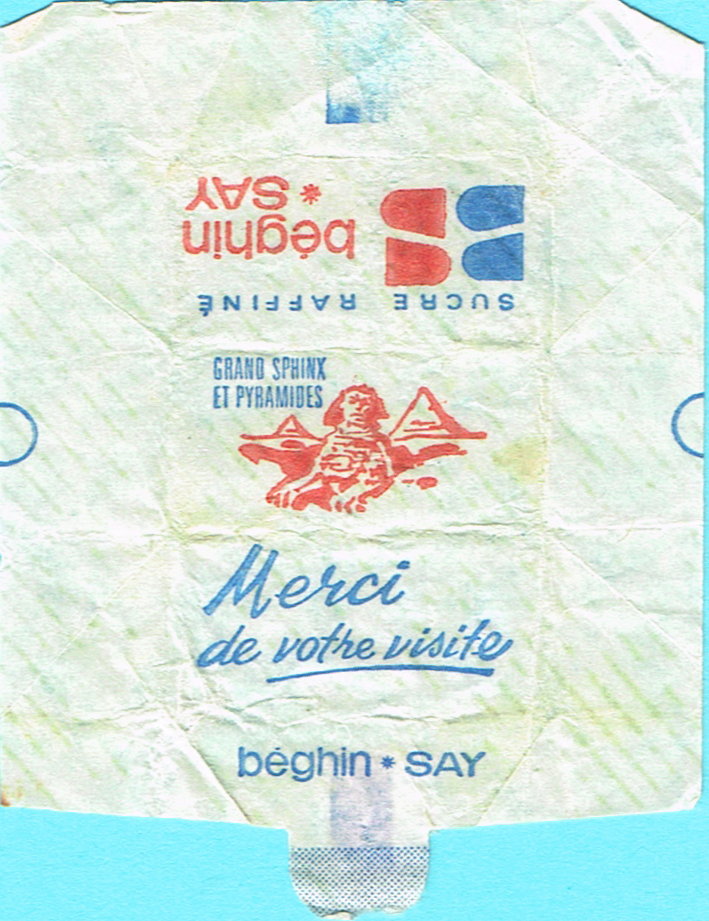 SUCRE RAFFINÉ
béghin
* SAY
GRAND SPHINX
ET PYRAMIDES
Merci
de votre visite
béghin * SAY